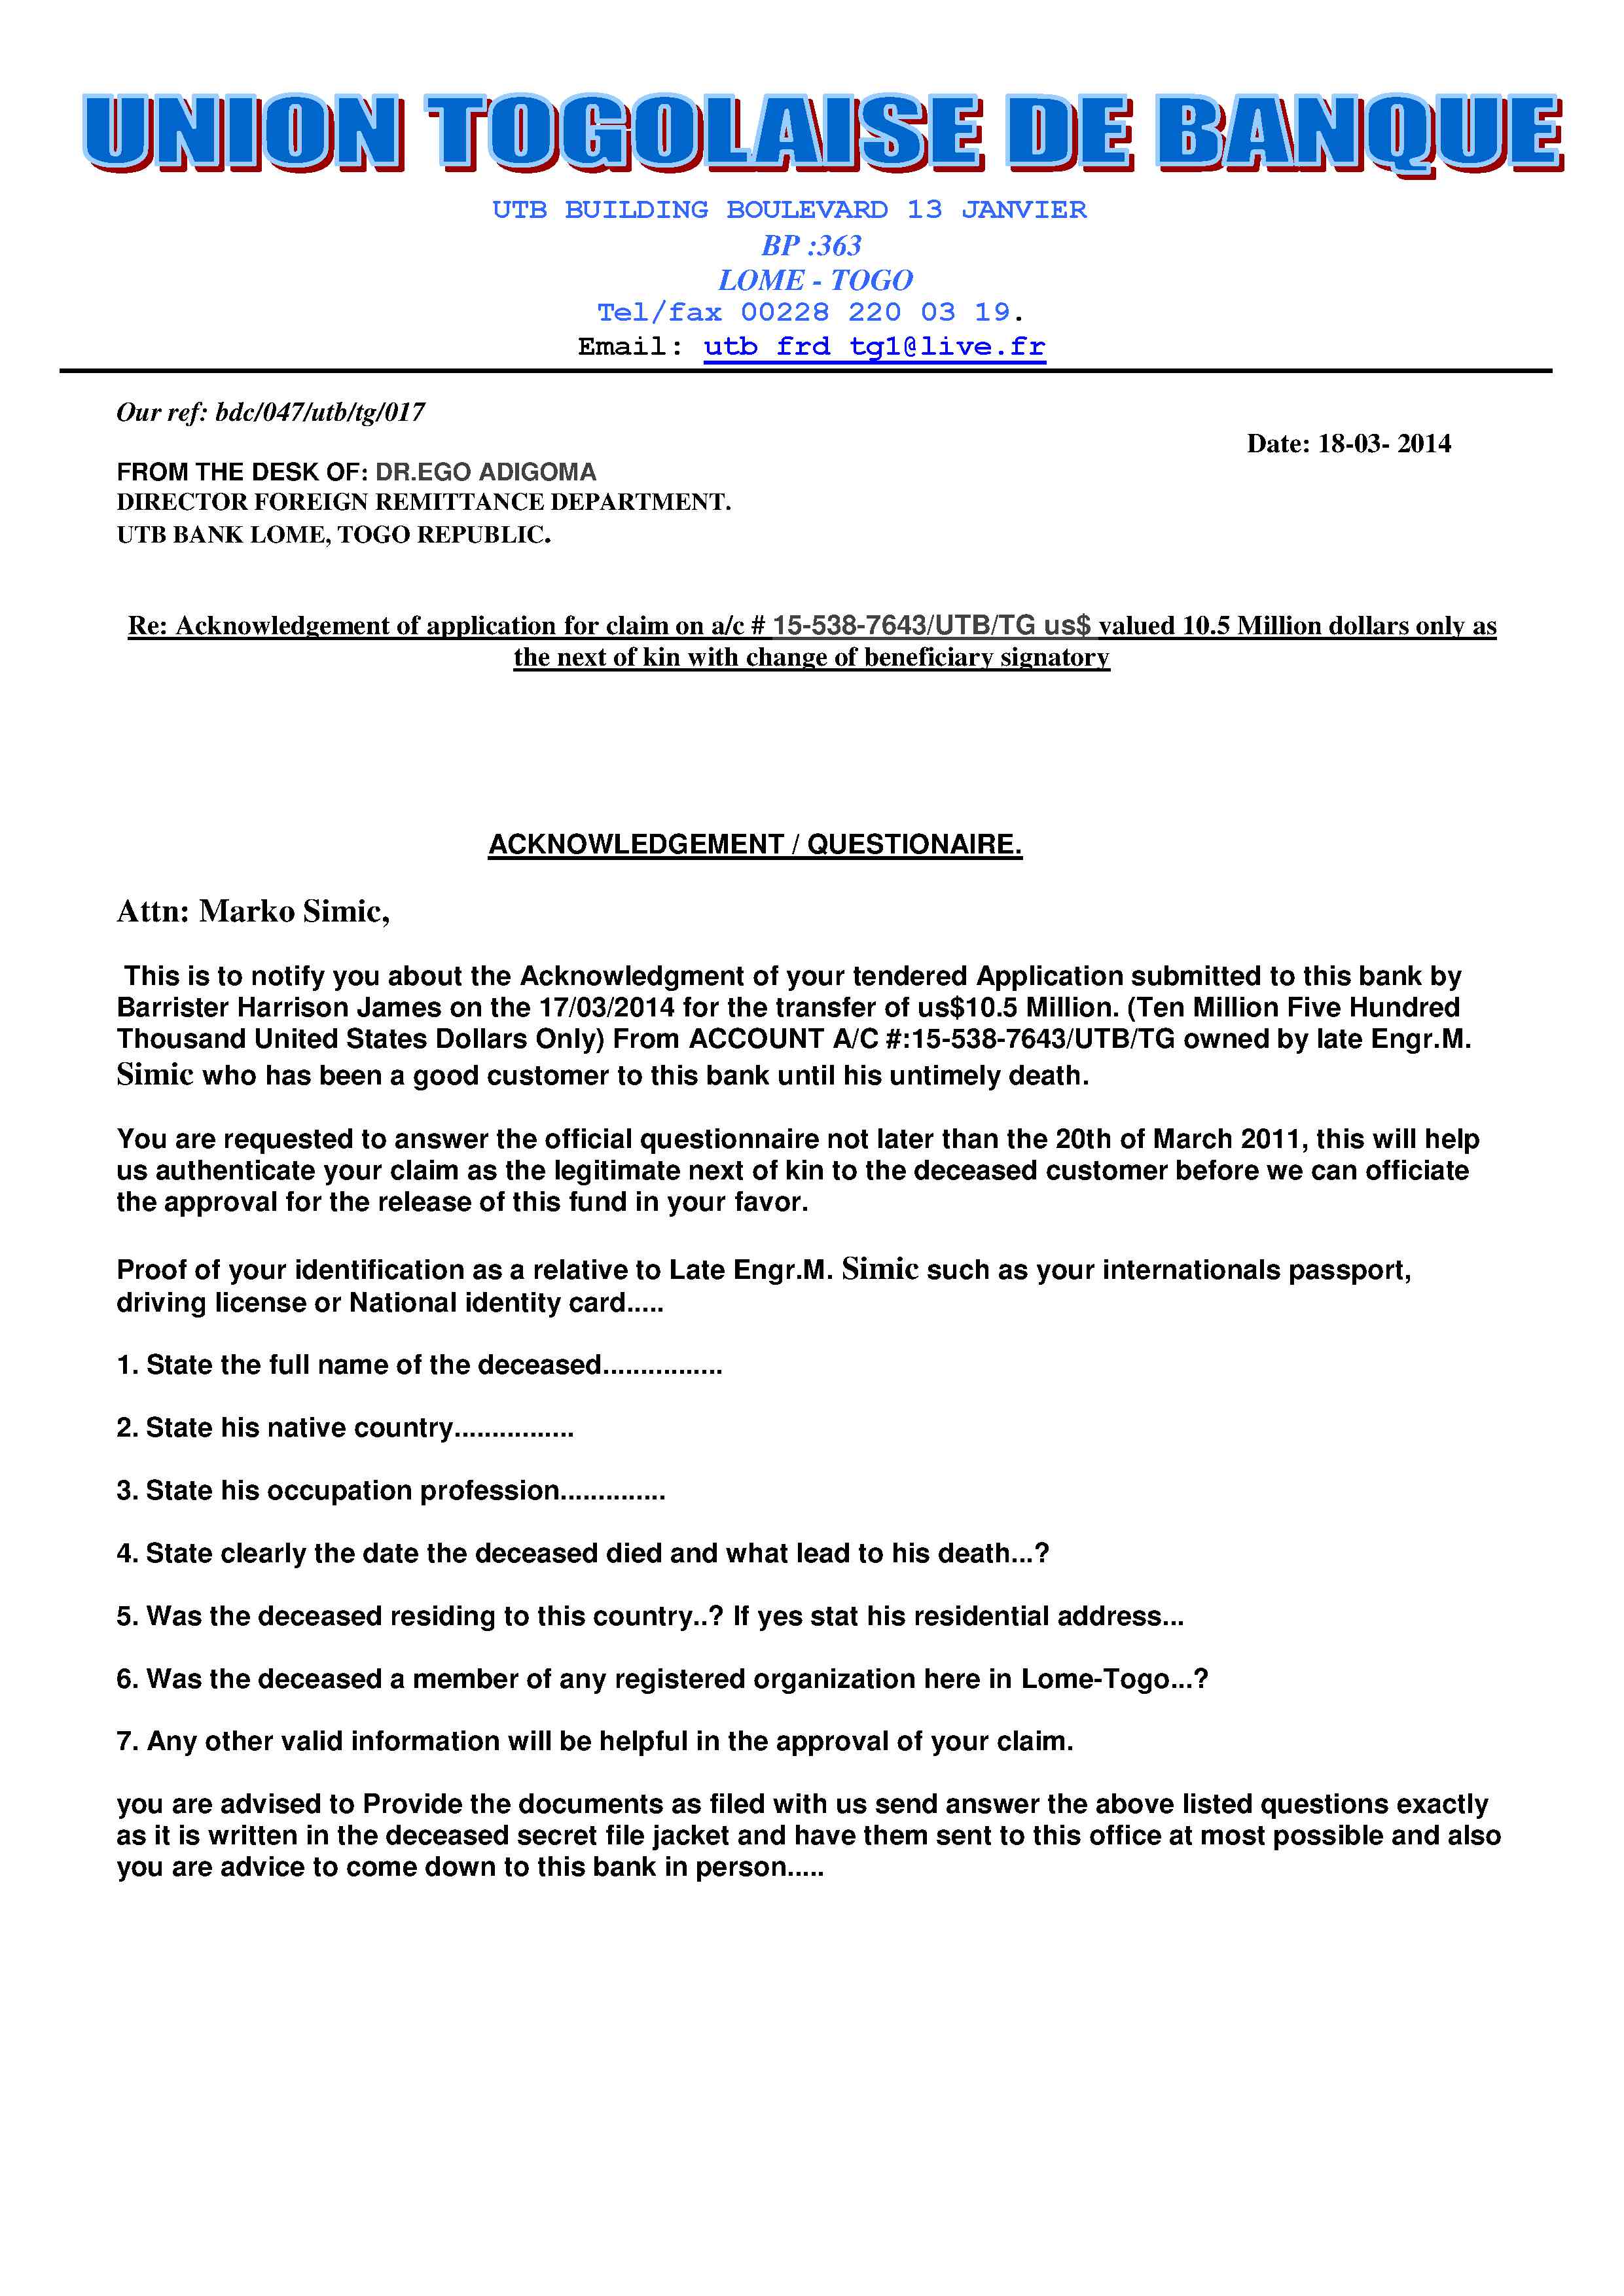 UNION TOGOLAISE DE BANQUE
UTB BUILDING BOULEVARD 13 JANVIER
BP :363
LOME - TOGO
Tel/fax 00228 220 03 19.
Email: utb frd tg1@live.fr
Our ref: bdc/047/utb/tg/017
Date: 18-03- 2014
FROM THE DESK OF: DR.EGO ADIGOMA
DIRECTOR FOREIGN REMITTANCE DEPARTMENT.
UTB BANK LOME, TOGO REPUBLIC.
Re: Acknowledgement of application for claim on a/c # 15-538-7643/UTB/TG us$ valued 10.5 Million dollars only as
the next of kin with change of beneficiary signatory
ACKNOWLEDGEMENT / QUESTIONAIRE.
Attn: Marko Simic,
This is to notify you about the Acknowledgment of your tendered Application submitted to this bank by
Barrister Harrison James on the 17/03/2014 for the transfer of us$10.5 Million. (Ten Million Five Hundred
Thousand United States Dollars Only) From ACCOUNT A/C #:15-538-7643/UTB/TG owned by late Engr.M.
Simic who has been a good customer to this bank until his untimely death.
You are requested to answer the official questionnaire not later than the 20th of March 2011, this will help
us authenticate your claim as the legitimate next of kin to the deceased customer before we can officiate
the approval for the release of this fund in your favor.
Proof of your identification as a relative to Late Engr.M. Simic such as your internationals passport,
driving license or National identity card.....
1. State the full name of the deceased................
2. State his native country................
3. State his occupation profession..............
4. State clearly the date the deceased died and what lead to his death...?
5. Was the deceased residing to this country..? If yes stat his residential address...
6. Was the deceased a member of any registered organization here in Lome-Togo...?
7. Any other valid information will be helpful in the approval of your claim.
you are advised to Provide the documents as filed with us send answer the above listed questions exactly
as it is written in the deceased secret file jacket and have them sent to this office at most possible and also
you are advice to come down to this bank in person.....